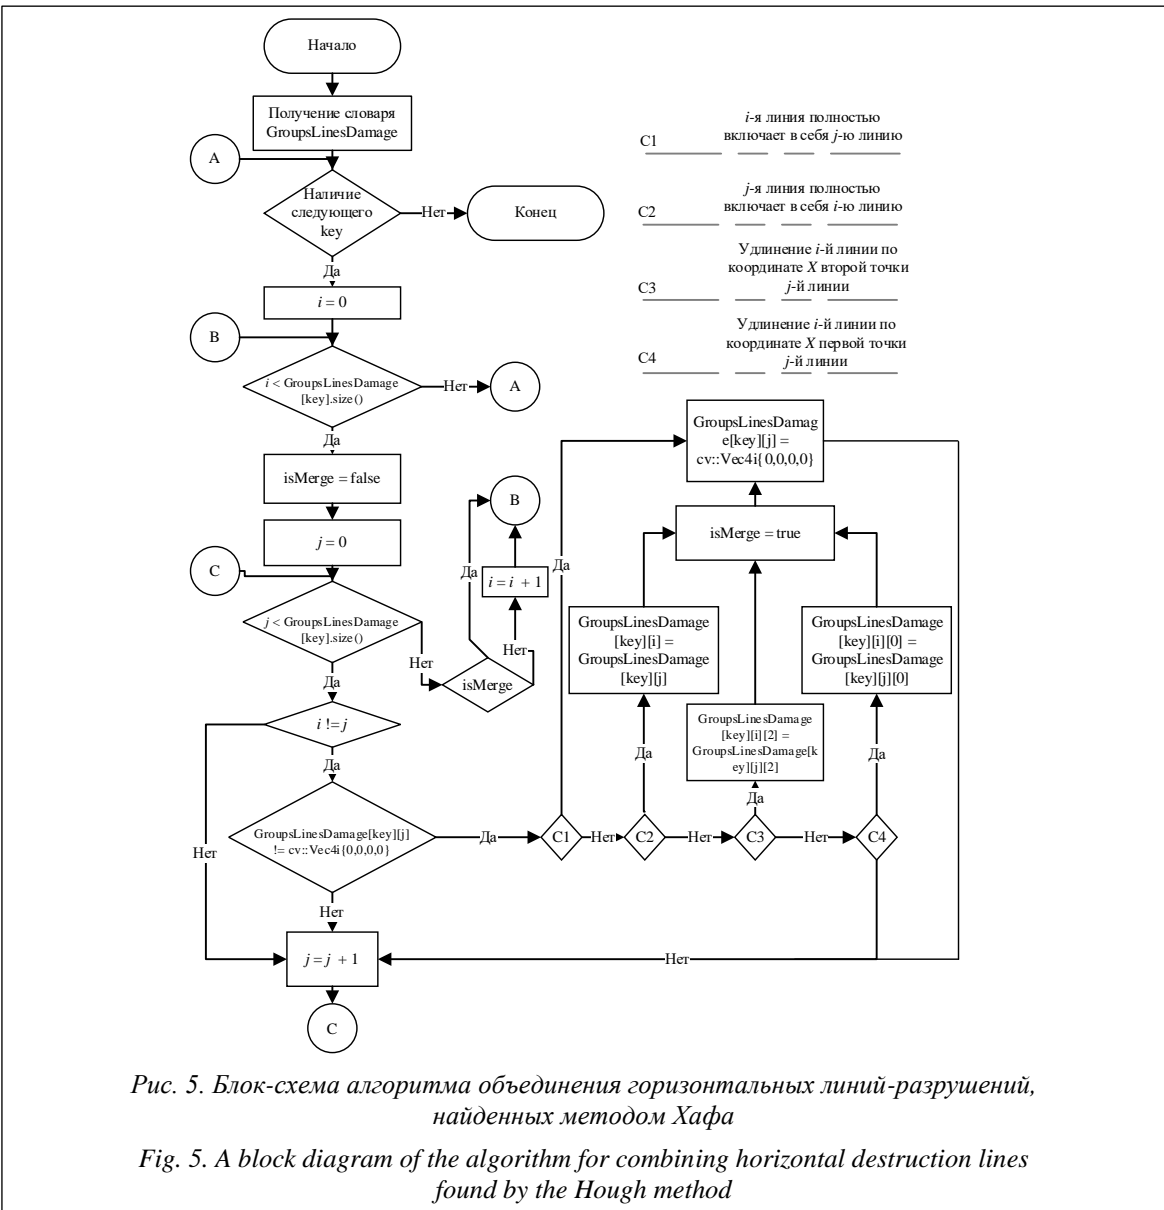 Начало
Получение словаря
GroupsLinesDamage
A
Наличие
следующего
key
Нет
Конец
Да
i = 0
B
i < GroupsLinesDamage
[key].size()
Нет
A
Да
isMerge = false
j = 0
C
j < GroupsLinesDamage
[key].size()
Нет
isMerge
Да
Нет
i = i + 1
B
Да
i != j
Да
Нет
GroupsLinesDamage[key][j]
!= cv::Vec4i{0,0,0,0}
Да
Нет
j = j + 1
C
C1
i-я линия полностью
включает в себя j-ю линию
C2
j-я линия полностью
включает в себя i-ю линию
C3
Удлинение i-й линии по
координате X второй точки
j-й линии
C4
Удлинение i-й линии по
координате X первой точки
j-й линии
GroupsLinesDamag
e[key][j] =
cv::Vec4i{0,0,0,0}
isMerge = true
Да
GroupsLinesDamage
[key][i] =
GroupsLinesDamage
[key][j]
GroupsLinesDamage
[key][i][2] =
GroupsLinesDamage[k
ey][j][2]
GroupsLinesDamage
[key][i][0] =
GroupsLinesDamage
[key][j][0]
Да
Да
Да
C1
Нет
C2
Нет
C3
Нет
C4
Нет
Рис. 5. Блок-схема алгоритма объединения горизонтальных линий-разрушений,
найденных методом Хафа
Fig. 5. A block diagram of the algorithm for combining horizontal destruction lines
found by the Hough method